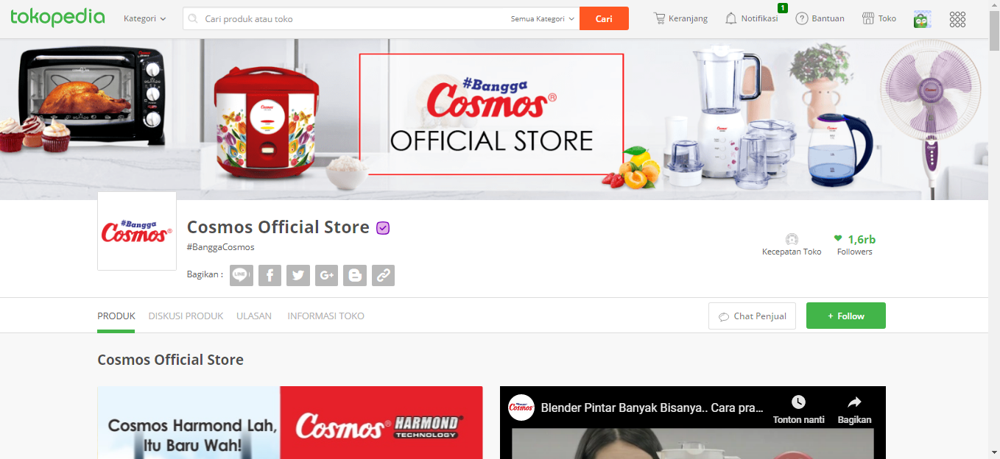 tokopedia
Kategori
Cari produk atau toko
Semua Kategori
Cari
Keranjang
Notifikasi
1
Bantuan
Toko
#Bangga
Cosmos®
OFFICIAL STORE
#Bangga
Cosmos®
Cosmos Official Store
#BanggaCosmos
Bagikan :
LINE
f
G+
B
Kecepatan Toko
1,6rb
Followers
PRODUK
DISKUSI PRODUK
ULASAN
INFORMASI TOKO
Chat Penjual
+ Follow
Cosmos Official Store
Cosmos Harmond Lah,
Itu Baru Wah!
Cosmos® HARMOND®
TECHNOLOGY
#Bangga
Cosmos
Blender Pintar Banyak Bisanya.. Cara pra...
Tonton nanti
Bagikan